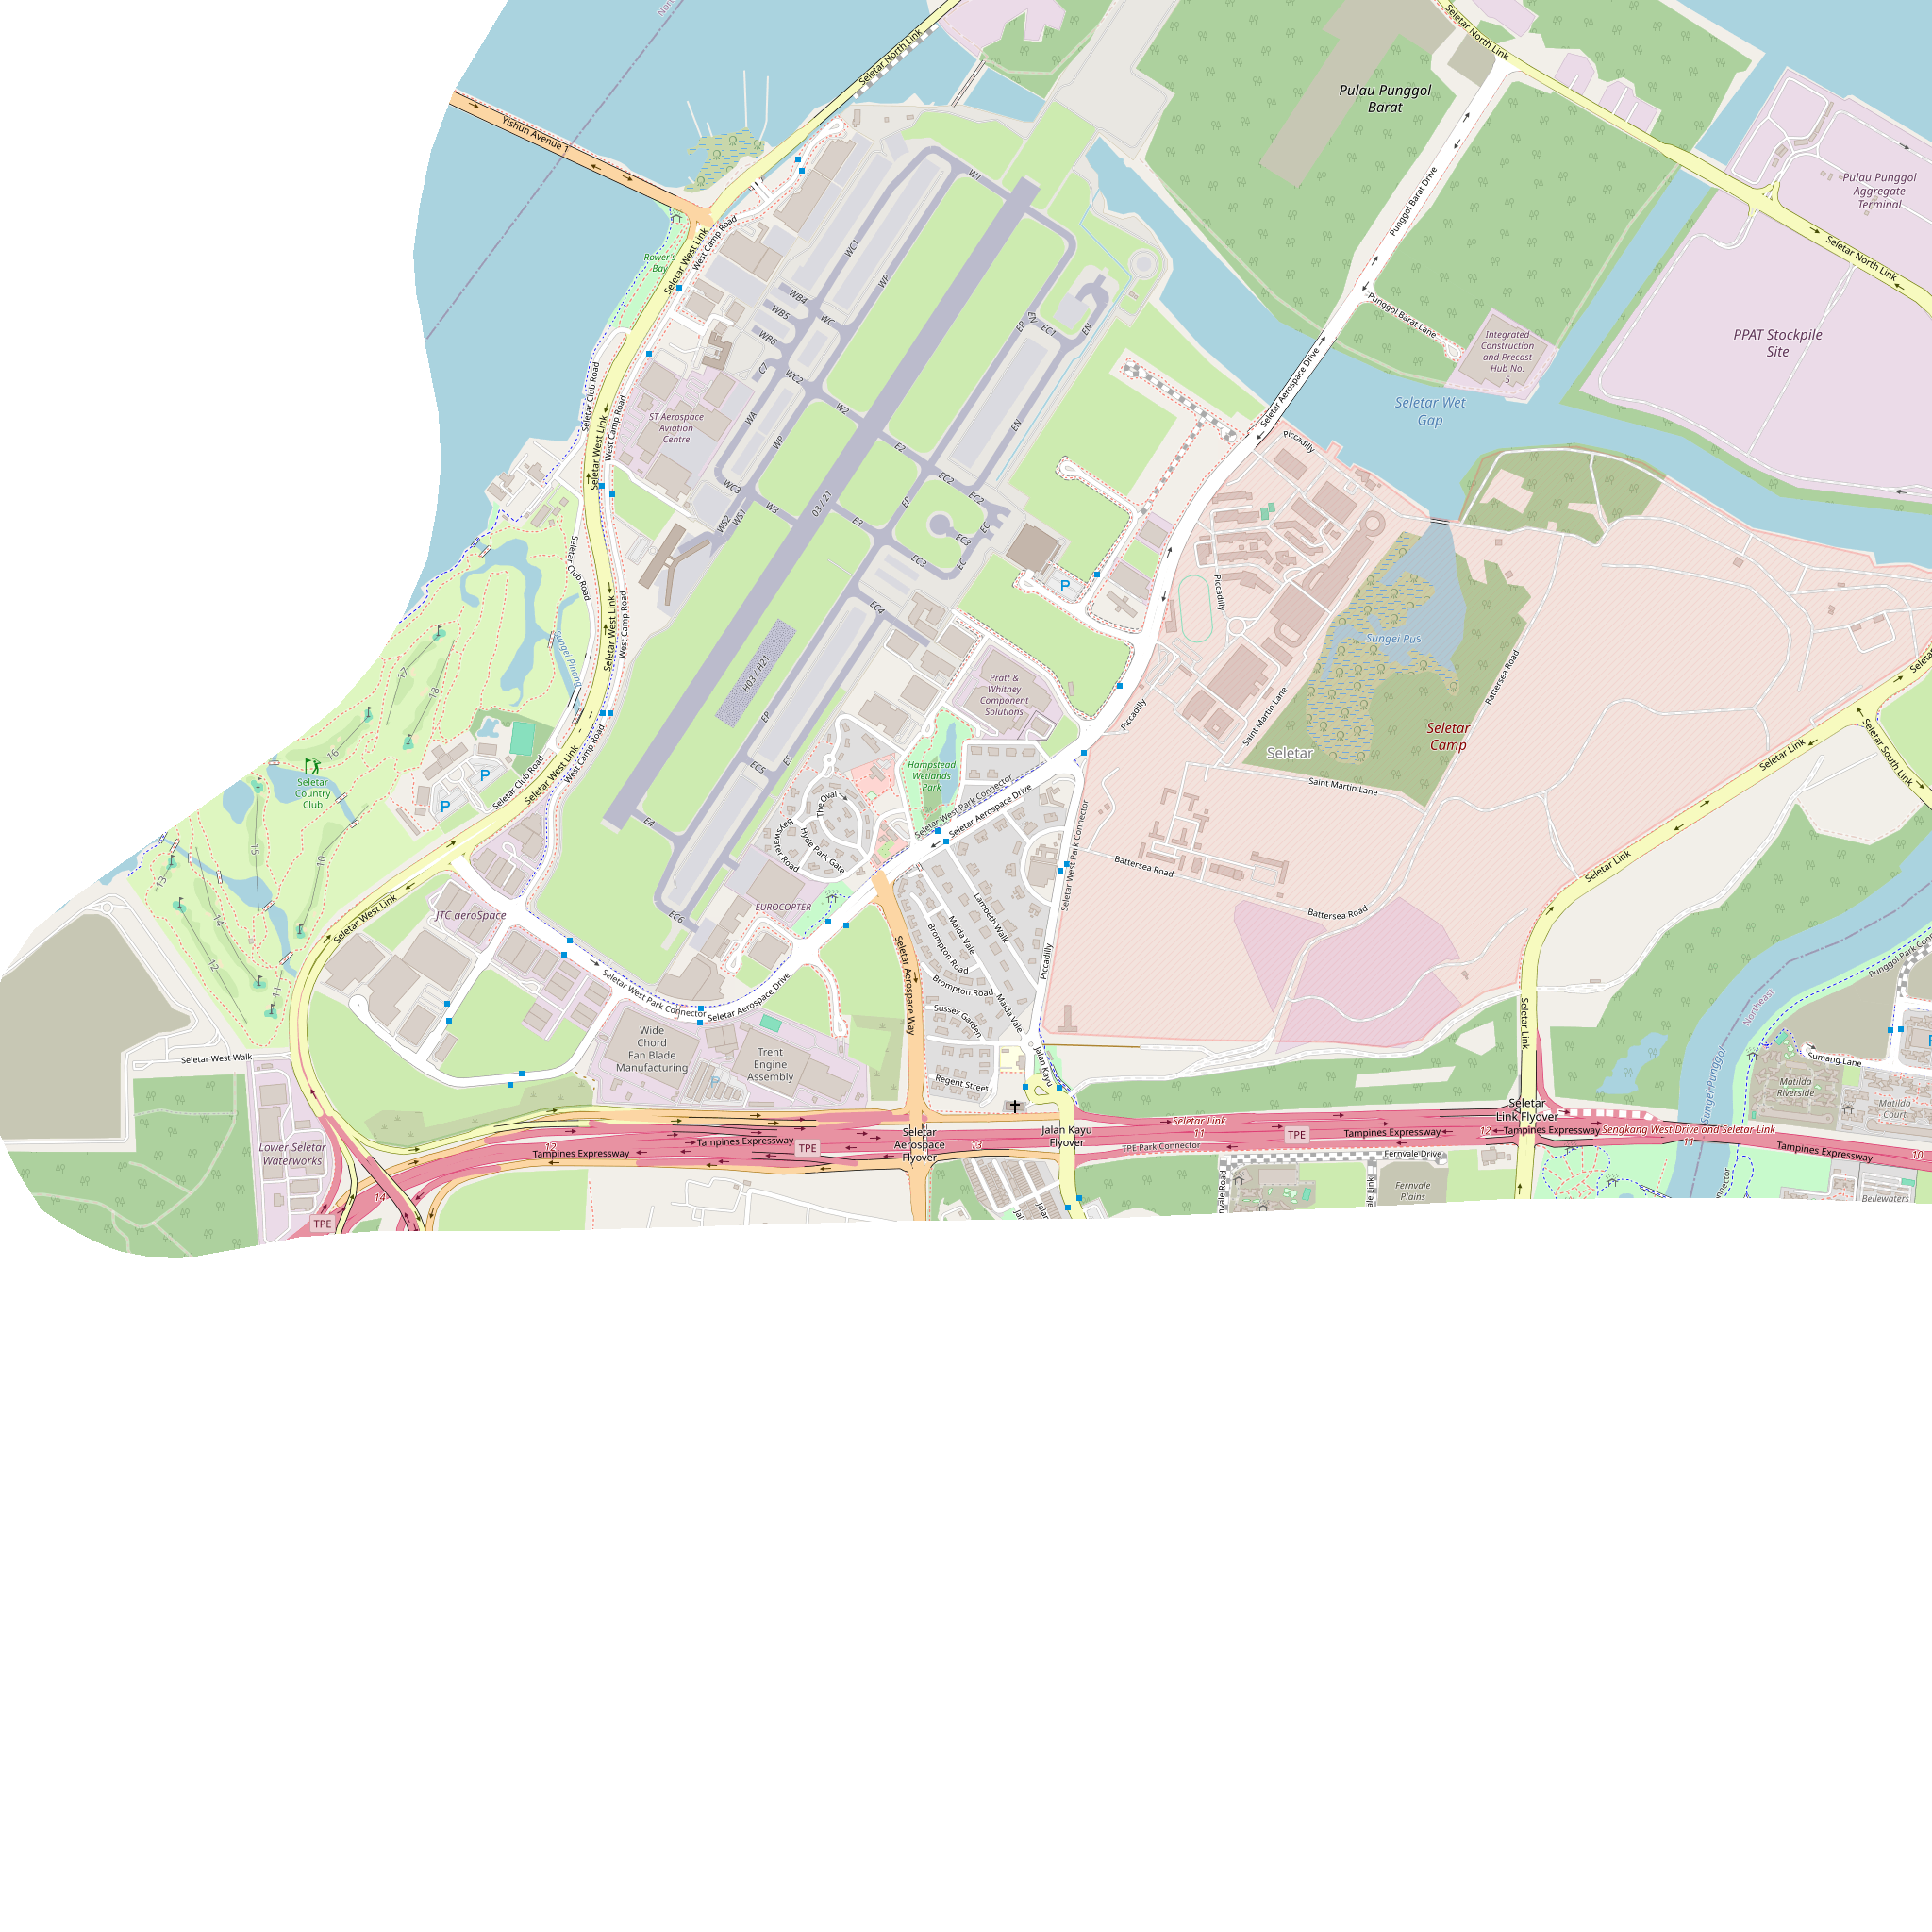 Seletar North Link
Seletar North Link
Pulau Punggol
Barat
Yishun Avenue 1
Pulau Punggol
Aggregate
Terminal
W1
Punggol Barat Drive
Seletar West Link
West Camp Road
Rower's
Bay
WC1
WP
Seletar North Link
WB4
WB5
WC
WB6
EP
EN
EC1
EN
Punggol Barat Lane
Integrated
Construction
and Precast
Hub No.
5
PPAT Stockpile
Site
C7
WC2
W2
Seletar Aerospace Drive
Seletar Club Road
Seletar West Link
West Camp Road
ST Aerospace
Aviation
Centre
WA
WP
EN
E2
Seletar Wet
Gap
Piccadilly
WC3
WS2
WS1
W3
03 / 21
EP
EC2
EC2
E3
EC
EC3
EC3
EC
Seletar Club Road
Seletar West Link
West Camp Road
Sungei Pinang
P
EC4
Piccadilly
Sungei Pus
Battersea Road
17
18
16
H03 / H21
EP
Pratt &
Whitney
Component
Solutions
Piccadilly
Saint Martin Lane
Seletar
Seletar
Camp
Seletar Link
Seletar South Link
Seletar
Country
Club
P
P
Seletar Club Road
Seletar West Link
West Camp Road
EC5
E5
Hampstead
Wetlands
Park
Saint Martin Lane
The Oval
Bayswater Road
Hyde Park Gate
Seletar West Park Connector
Seletar Aerospace Drive
Seletar West Park Connector
E4
15
10
13
14
12
11
Battersea Road
Seletar Link
Battersea Road
EUROCOPTER
EC6
JTC aeroSpace
Seletar West Link
Lambeth Walk
Maida Vale
Brompton Road
Brompton Road
Piccadilly
Seletar Aerospace Way
Seletar West Park Connector
Seletar Aerospace Drive
Sussex Garden
Maida Vale
Jalan Kayu
Regent Street
Wide
Chord
Fan Blade
Manufacturing
Trent
Engine
Assembly
Seletar West Walk
Seletar Link
Northeast
Sungei Punggol
Sumang Lane
Matilda
Riverside
Matilda
Court
Lower Seletar
Waterworks
12
Tampines Expressway
Tampines Expressway
TPE
Seletar
Aerospace
Flyover
13
Jalan Kayu
Flyover
Seletar Link
11
TPE Park Connector
TPE
Tampines Expressway
12
Seletar
Link Flyover
Tampines Expressway
Sengkang West Drive and Seletar Link
11
Tampines Expressway
10
Fernvale Drive
Fernvale
Plains
Bellewaters
14
TPE